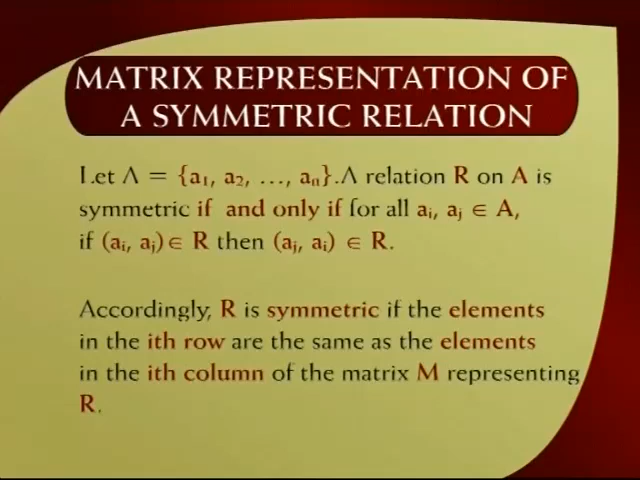 MATRIX REPRESENTATION OF
A SYMMETRIC RELATION
Let A = {a₁, a₂, …, aₙ}.A relation R on A is
symmetric if and only if for all aᵢ, aⱼ ∈ A,
if (aᵢ, aⱼ)∈ R then (aⱼ, aᵢ) ∈ R.
Accordingly, R is symmetric if the elements
in the ith row are the same as the elements
in the ith column of the matrix M representing
R.